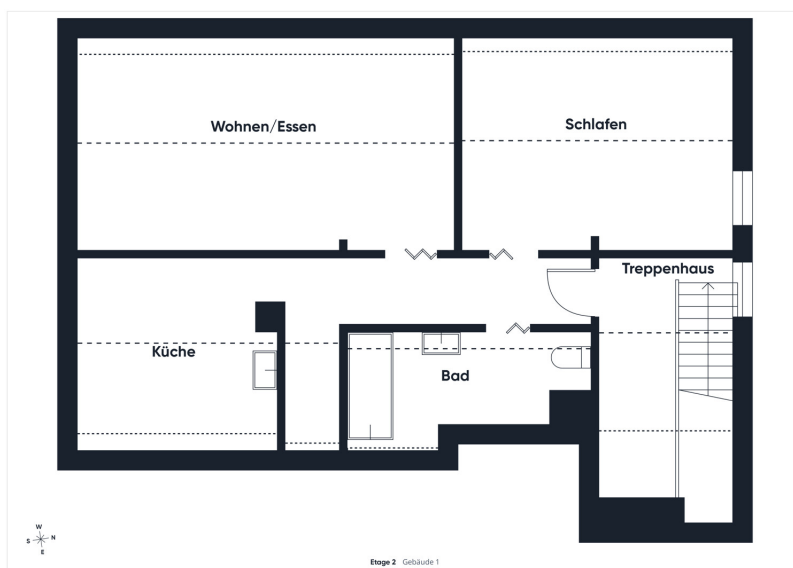 Wohnen/Essen
Schlafen
Treppenhaus
Küche
Bad
W
S N
E
Etage 2 Gebäude 1